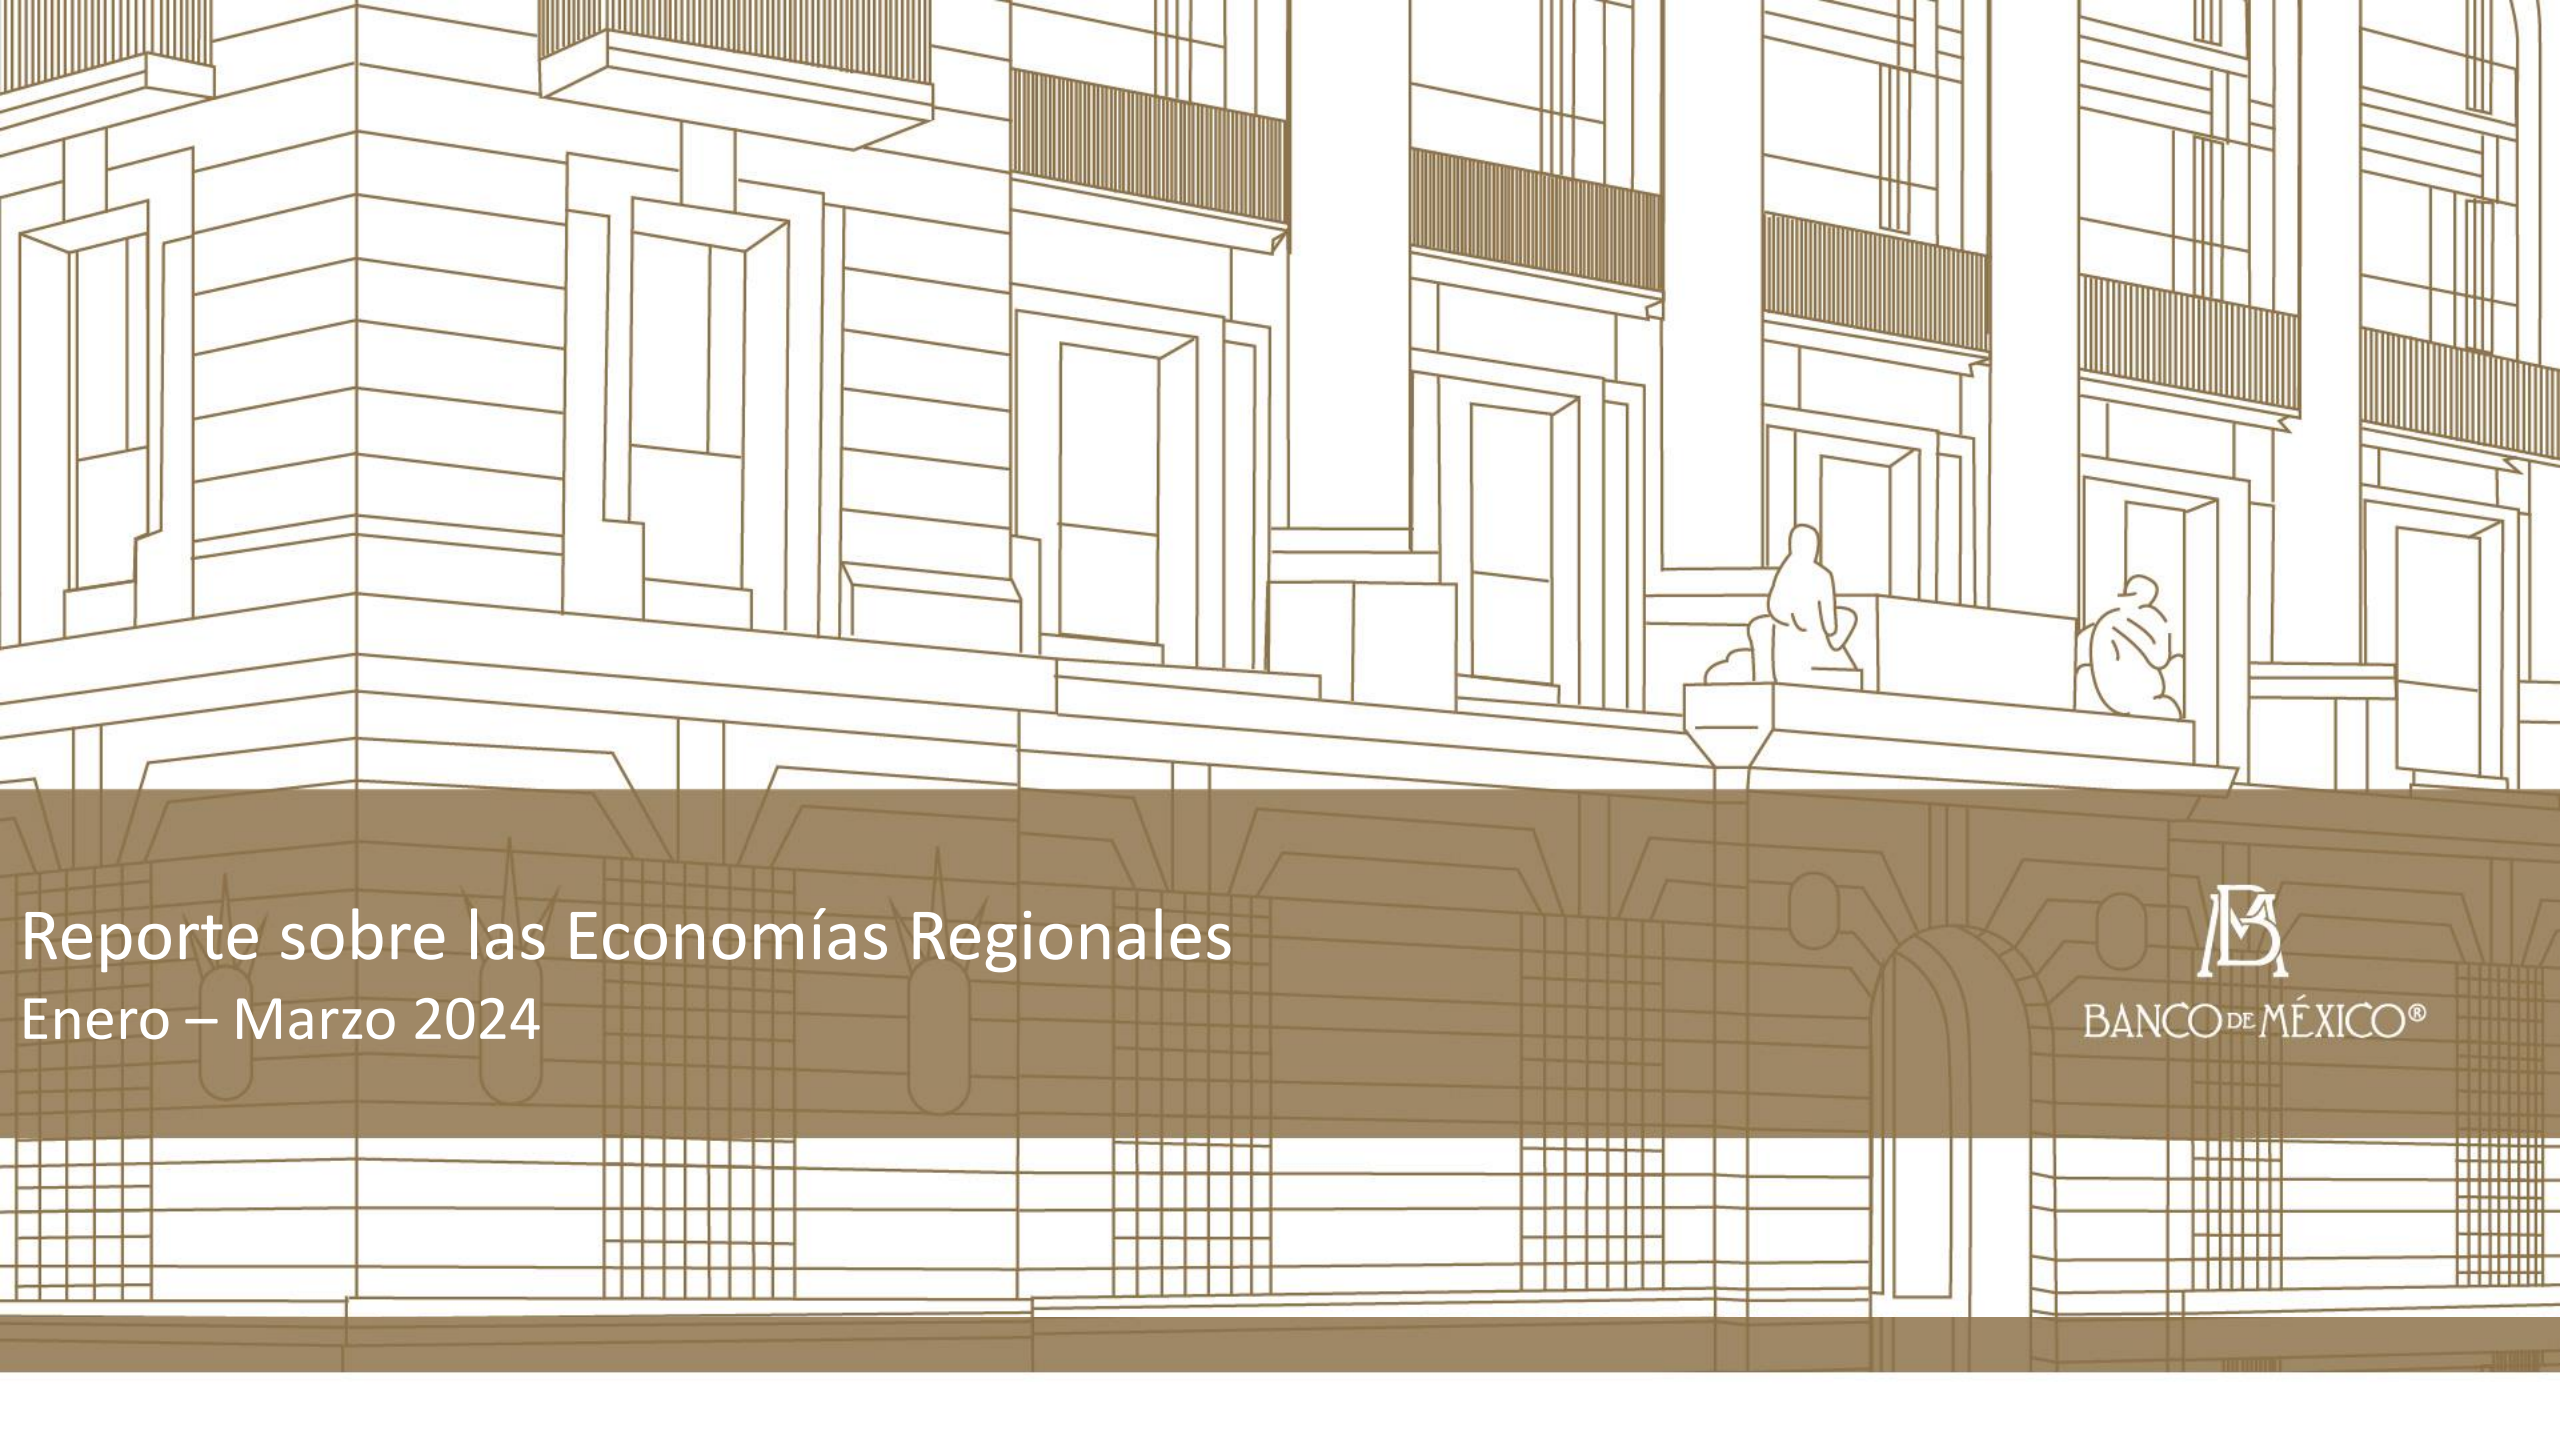 Reporte sobre las Economías Regionales
Enero – Marzo 2024
BANCO DE MÉXICO®